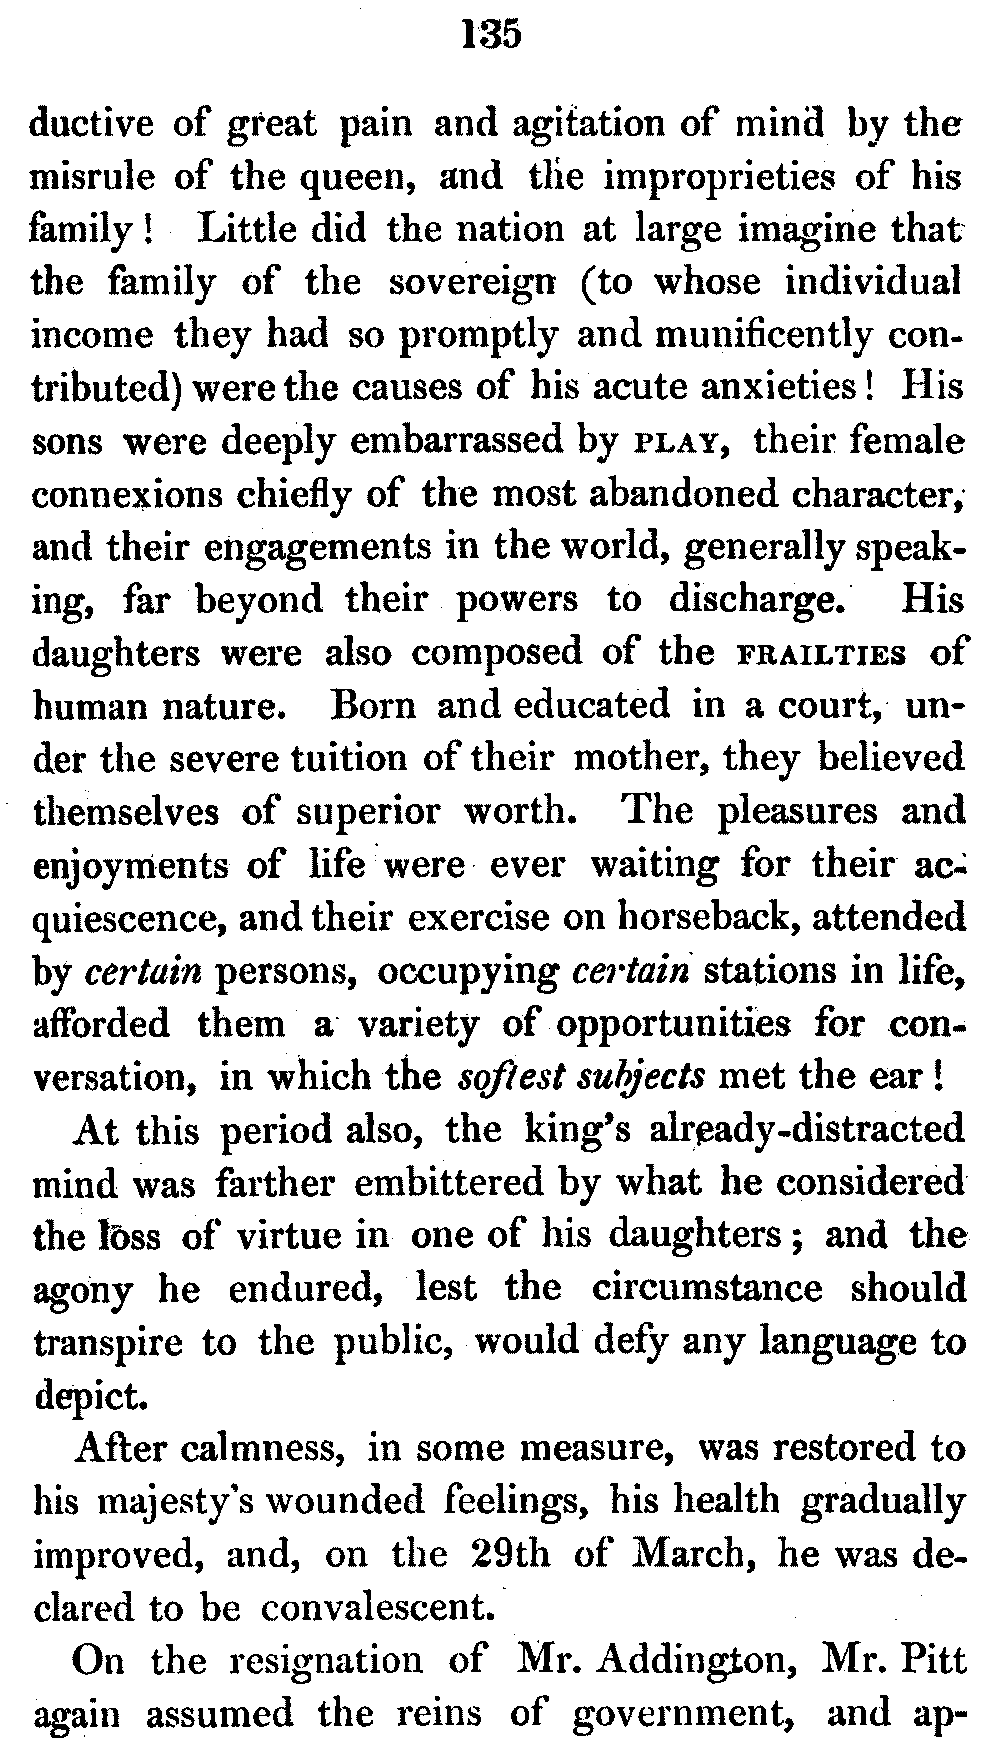 135
ductive of great pain and agitation of mind by the
misrule of the queen, and the improprieties of his
family ! Little did the nation at large imagine that
the family of the sovereign (to whose individual
income they had so promptly and munificently con-
tributed) were the causes of his acute anxieties ! His
sons were deeply embarrassed by PLAY, their female
connexions chiefly of the most abandoned character,
and their engagements in the world, generally speak-
ing, far beyond their powers to discharge. His
daughters were also composed of the FRAILTIES of
human nature. Born and educated in a court, un-
der the severe tuition of their mother, they believed
themselves of superior worth. The pleasures and
enjoyments of life were ever waiting for their ac-
quiescence, and their exercise on horseback, attended
by certain persons, occupying certain stations in life,
afforded them a variety of opportunities for con-
versation, in which the softest subjects met the ear !
At this period also, the king's already-distracted
mind was farther embittered by what he considered
the loss of virtue in one of his daughters ; and the
agony he endured, lest the circumstance should
transpire to the public, would defy any language to
depict.
After calmness, in some measure, was restored to
his majesty's wounded feelings, his health gradually
improved, and, on the 29th of March, he was de-
clared to be convalescent.
On the resignation of Mr. Addington, Mr. Pitt
again assumed the reins of government, and ap-